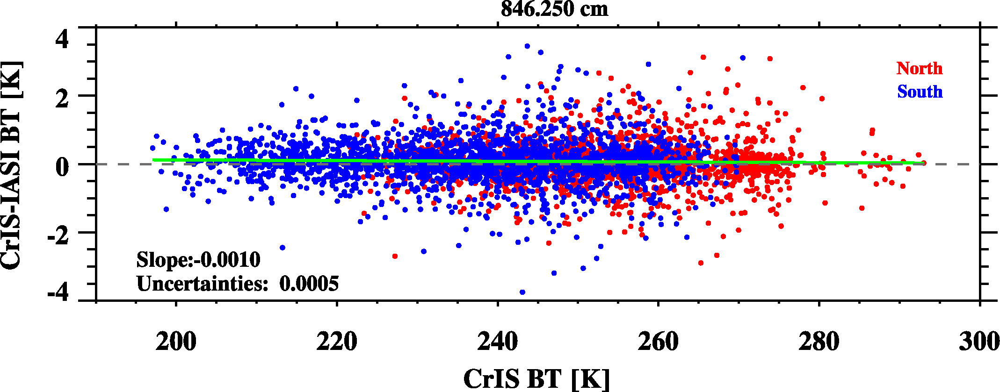 846.250 cm
CrIS-IASI BT [K]
4
2
0
-2
-4
North
South
Slope:-0.0010
Uncertainties:  0.0005
200 220 240 260 280 300
CrIS BT [K]